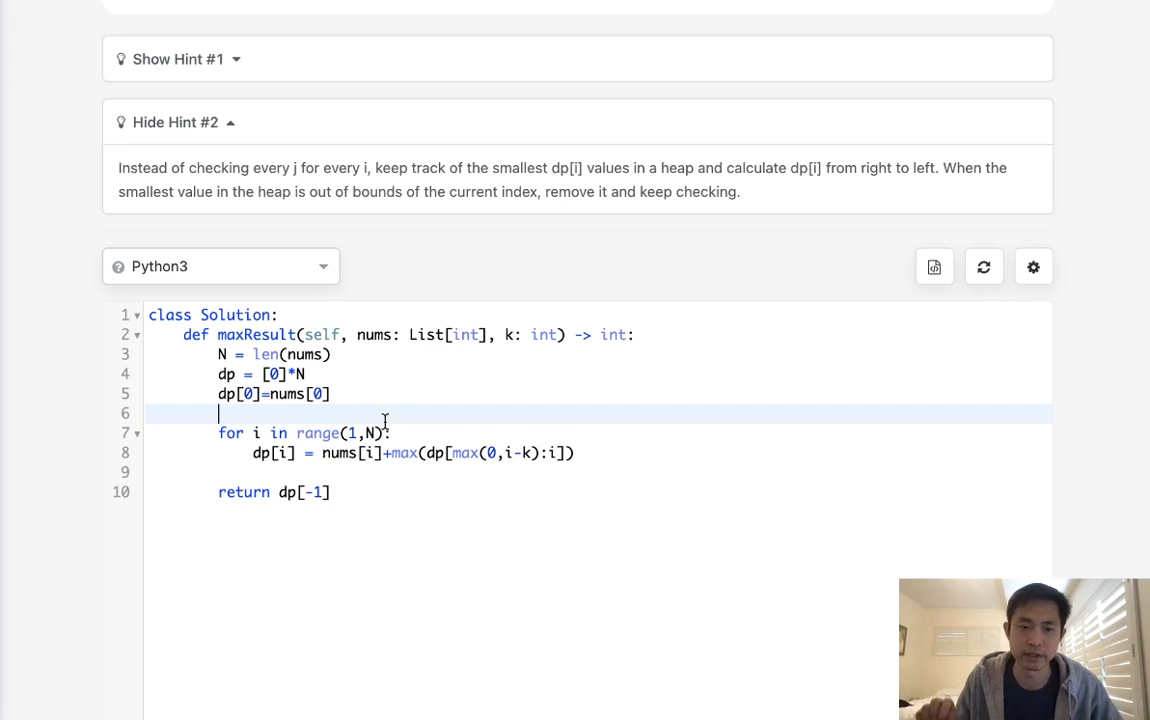 Show Hint #1
Hide Hint #2
Instead of checking every j for every i, keep track of the smallest dp[i] values in a heap and calculate dp[i] from right to left. When the
smallest value in the heap is out of bounds of the current index, remove it and keep checking.
Python3
1 class Solution:
2 def maxResult(self, nums: List[int], k: int) -> int:
3 N = len(nums)
4 dp = [0]*N
5 dp[0]=nums[0]
6
7 for i in range(1,N):
8 dp[i] = nums[i]+max(dp[max(0,i-k):i])
9
10 return dp[-1]